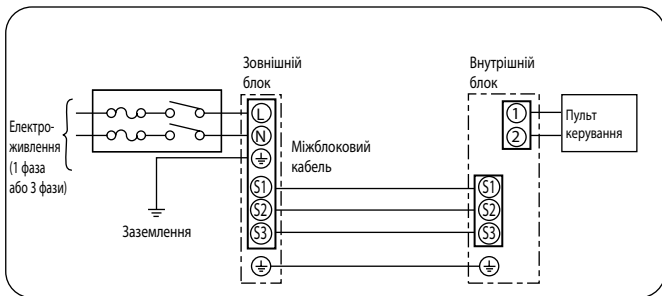 Зовнішній
блок
Внутрішній
блок
Електро-
живлення
(1 фаза
або 3 фази)
L
N
S1
S2
S3
Заземлення
Міжблоковий
кабель
1
2
Пульт
керування
S1
S2
S3